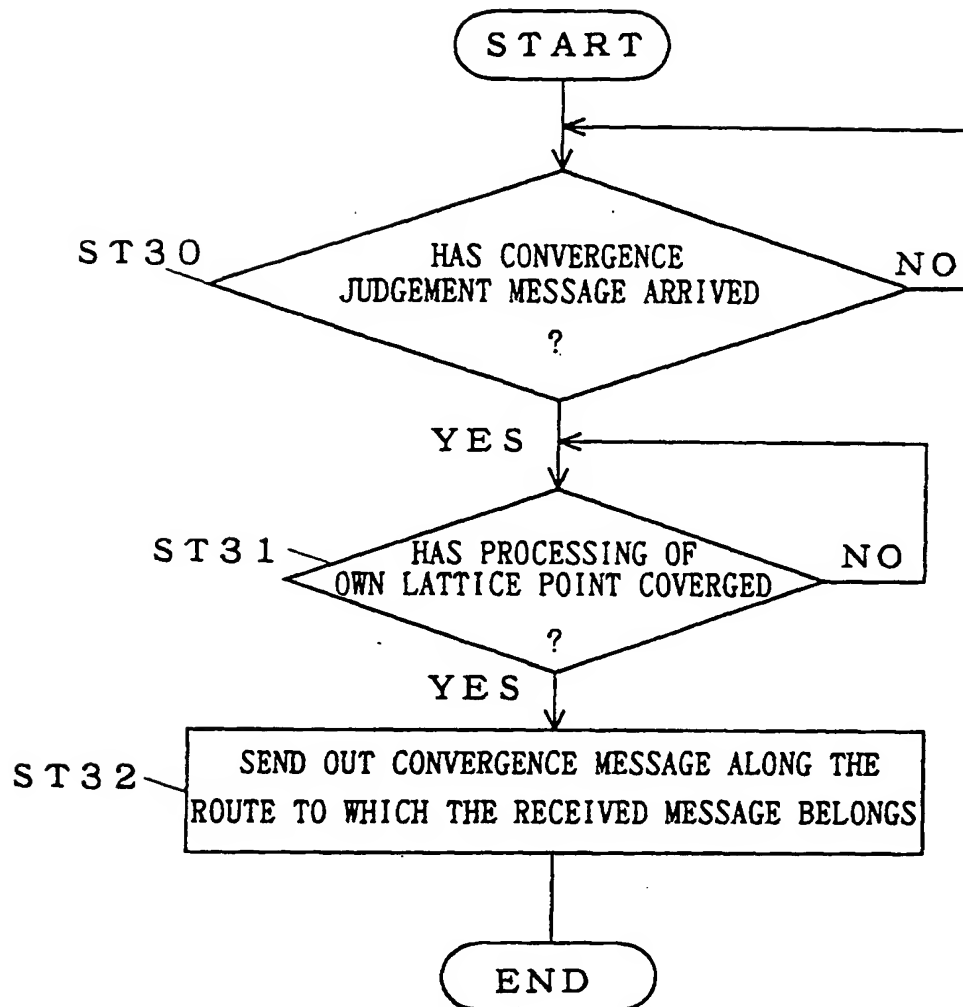 START
ST30
HAS CONVERGENCE
JUDGEMENT MESSAGE ARRIVED
?
NO
YES
ST31
HAS PROCESSING OF
OWN LATTICE POINT COVERGED
?
NO
YES
ST32
SEND OUT CONVERGENCE MESSAGE ALONG THE
ROUTE TO WHICH THE RECEIVED MESSAGE BELONGS
END